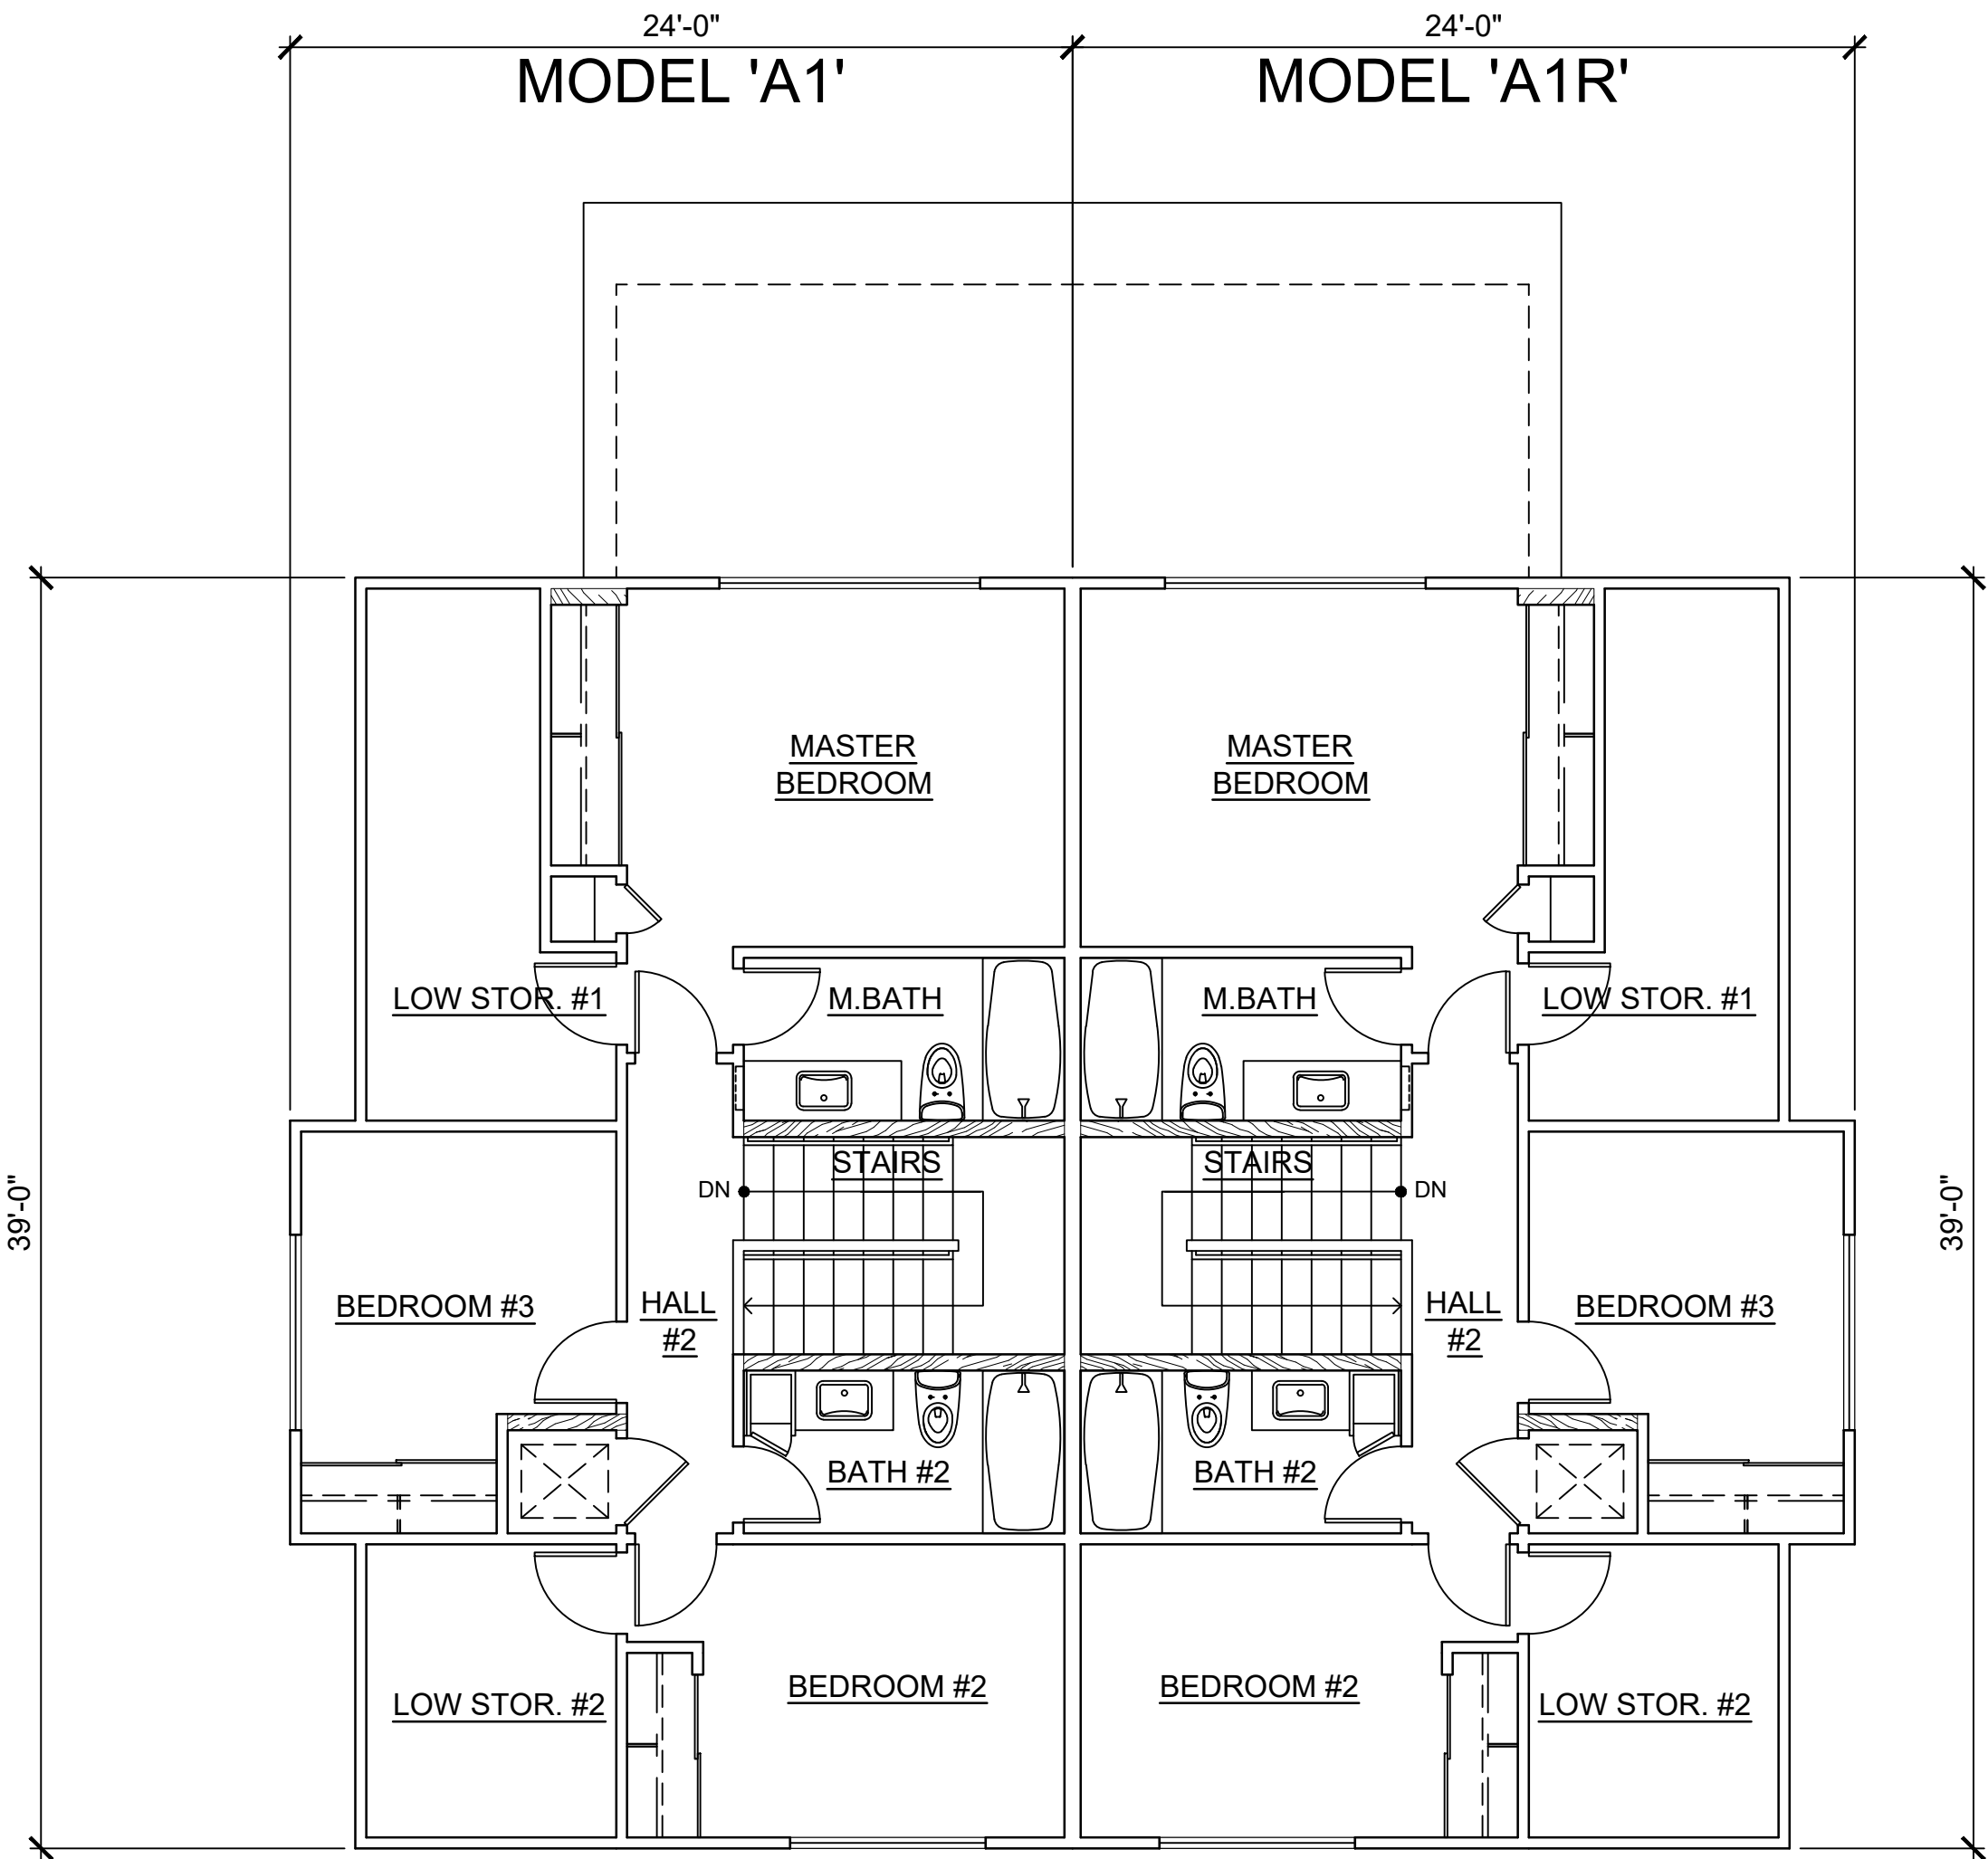 24'-0" 24'-0"
MODEL 'A1' MODEL 'A1R'
MASTER MASTER
BEDROOM BEDROOM
LOW STOR. #1 M.BATH M.BATH LOW STOR. #1
STAIRS STAIRS
DN DN
39'-0" 39'-0"
BEDROOM #3 HALL HALL BEDROOM #3
#2 #2
BATH #2 BATH #2
BEDROOM #2 BEDROOM #2
LOW STOR. #2 LOW STOR. #2